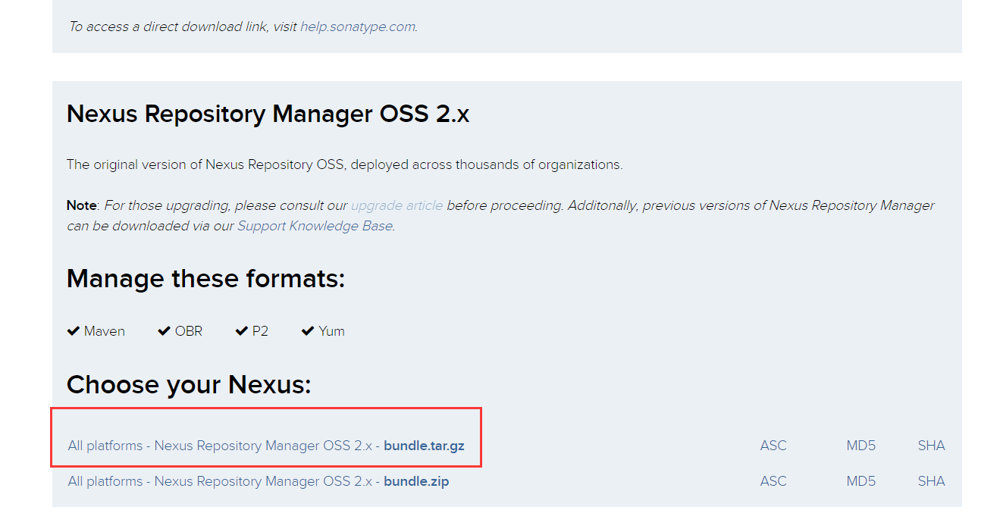 To access a direct download link, visit help.sonatype.com.
Nexus Repository Manager OSS 2.x
The original version of Nexus Repository OSS, deployed across thousands of organizations.
Note: For those upgrading, please consult our upgrade article before proceeding. Additonally, previous versions of Nexus Repository Manager
can be downloaded via our Support Knowledge Base.
Manage these formats:
Maven OBR P2 Yum
Choose your Nexus:
All platforms - Nexus Repository Manager OSS 2.x - bundle.tar.gz ASC MD5 SHA
All platforms - Nexus Repository Manager OSS 2.x - bundle.zip ASC MD5 SHA